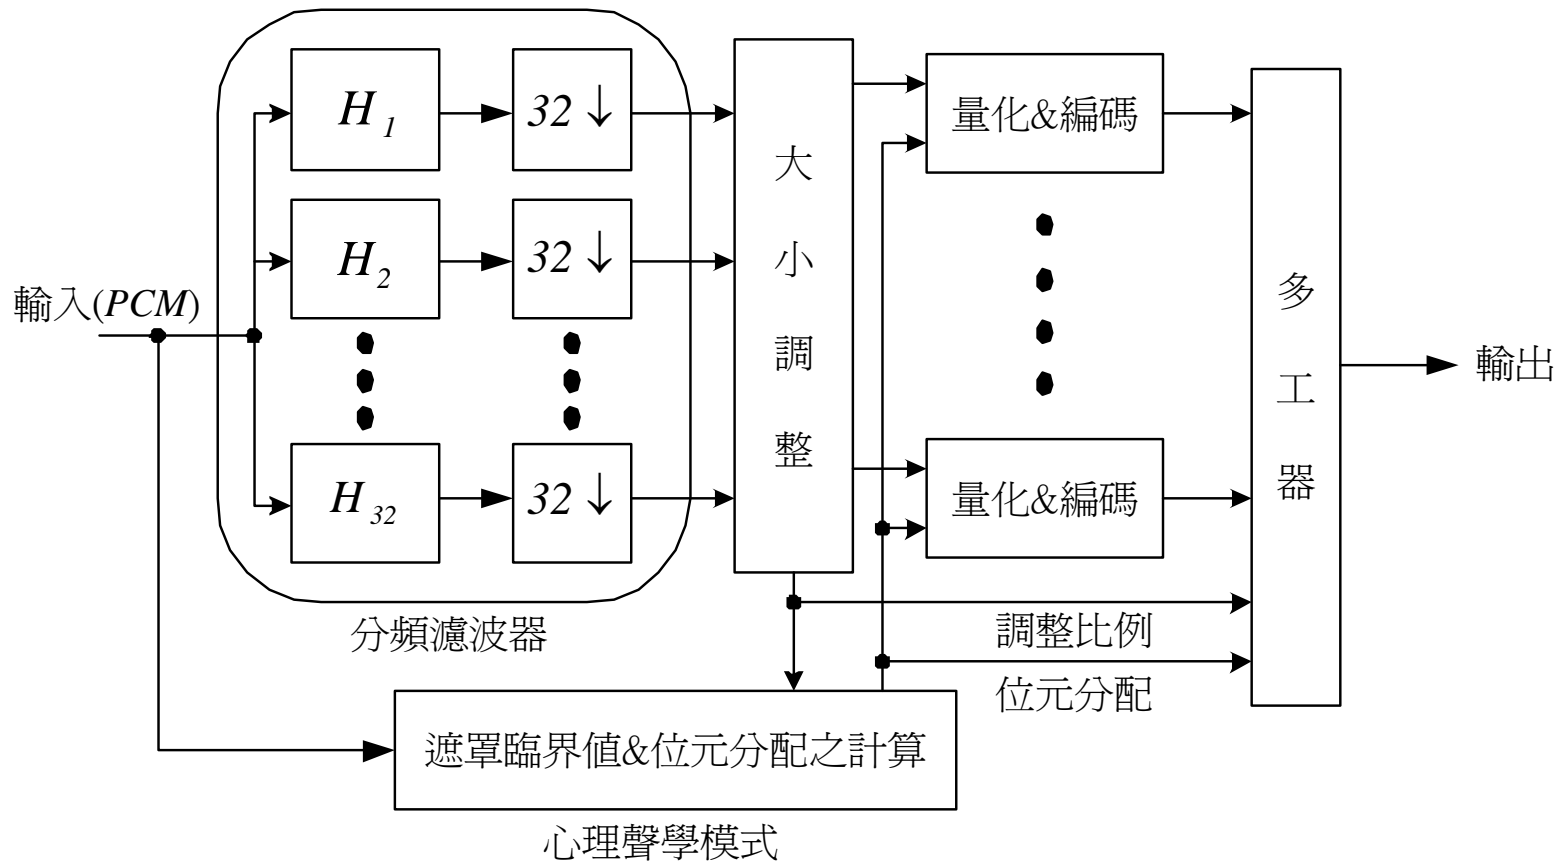 輸入(PCM)
H1
32↓
H2
32↓
H32
32↓
分頻濾波器
大小調整
量化&編碼
量化&編碼
調整比例
位元分配
多工器
輸出
遮罩臨界值&位元分配之計算
心理聲學模式